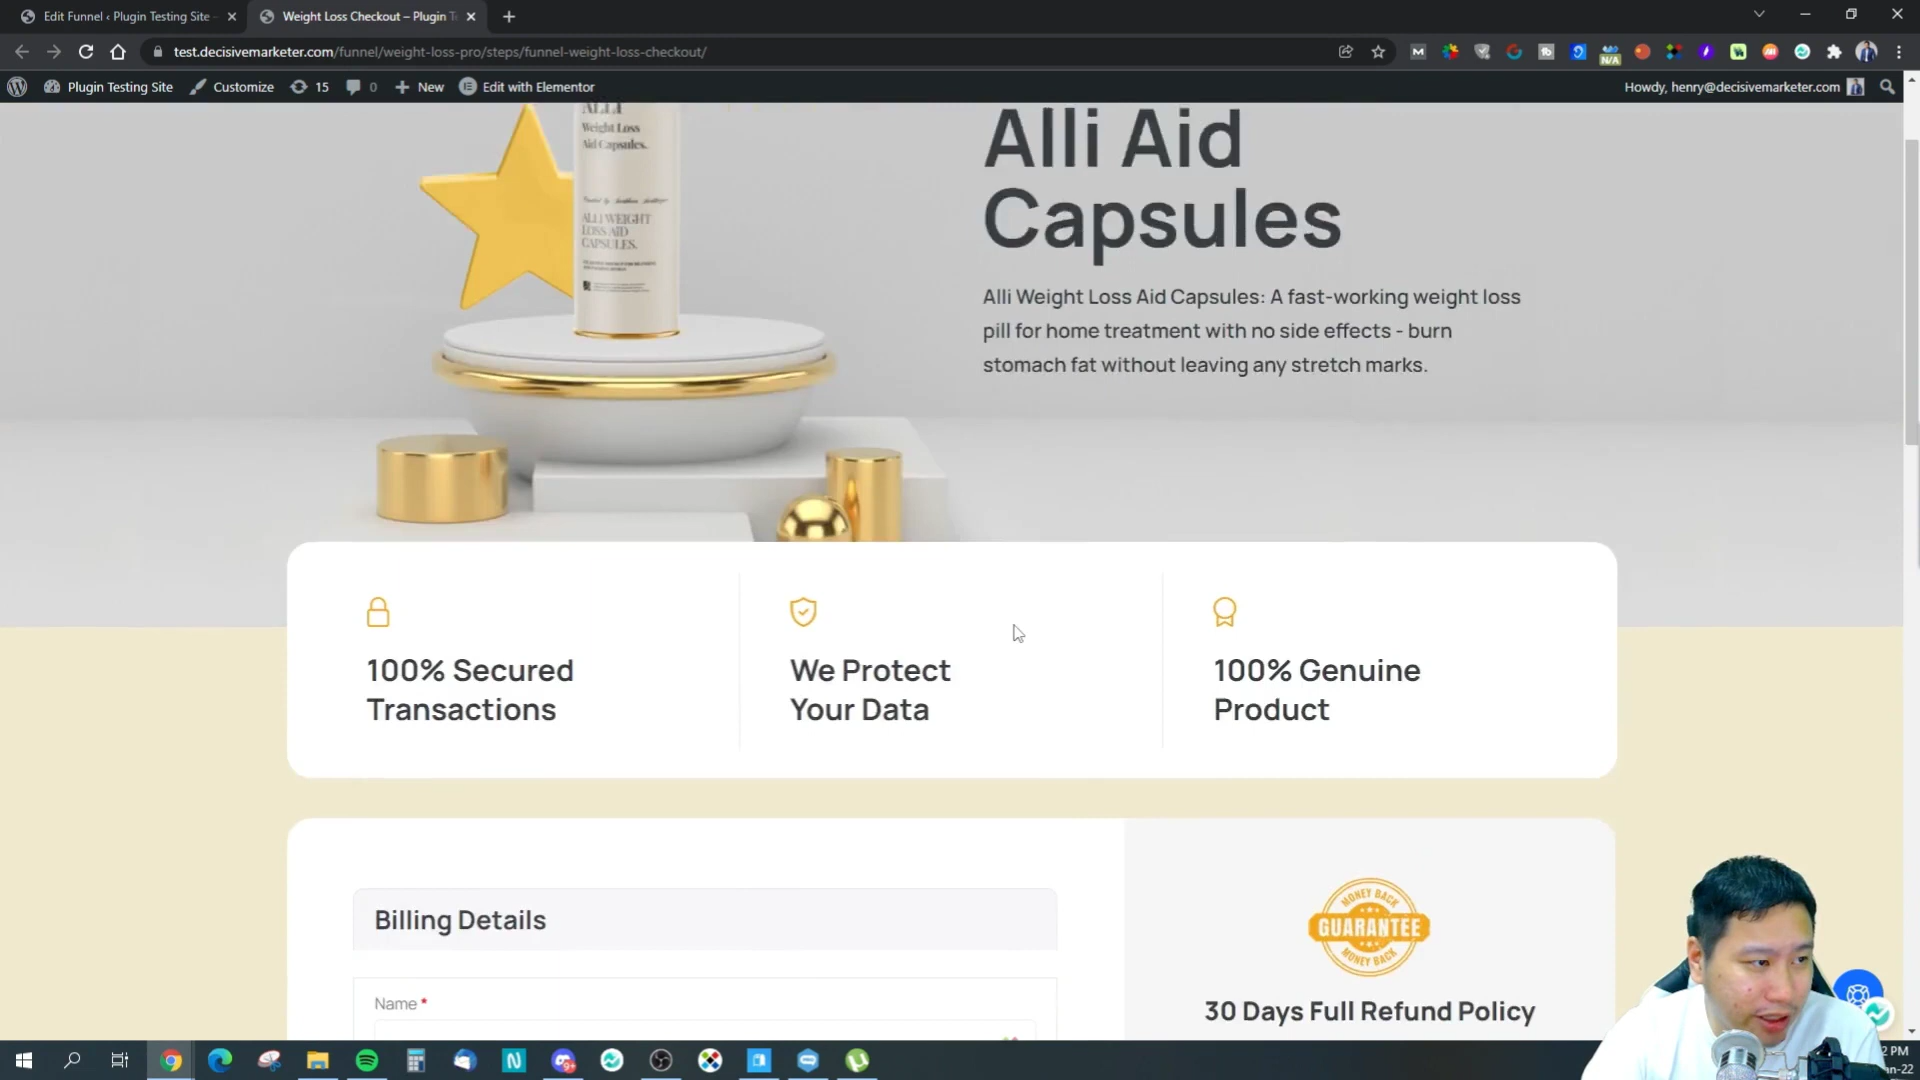 Edit Funnel ‹ Plugin Testing Site
Weight Loss Checkout – Plugin Te
test.decisivemarketer.com/funnel/weight-loss-pro/steps/funnel-weight-loss-checkout/
N/A
Plugin Testing Site
Customize
15
0
New
Edit with Elementor
Howdy, henry@decisivemarketer.com
ALLI
Weight Loss
Aid Capsules.
ALLI WEIGHT
LOSS AID
CAPSULES.
Alli Aid
Capsules
Alli Weight Loss Aid Capsules: A fast-working weight loss
pill for home treatment with no side effects - burn
stomach fat without leaving any stretch marks.
100% Secured
Transactions
We Protect
Your Data
100% Genuine
Product
Billing Details
Name *
MONEY BACK
GUARANTEE
MONEY BACK
30 Days Full Refund Policy
2 PM